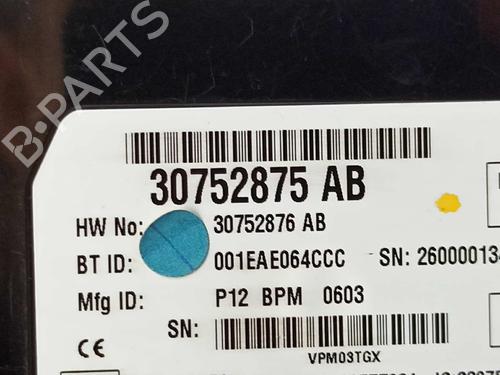 B-PARTS
30752875 AB
HW No: 30752876 AB
BT ID: 001EAE064CCC SN: 260000134
Mfg ID: P12 BPM 0603
SN:
VPM03TGX
CE